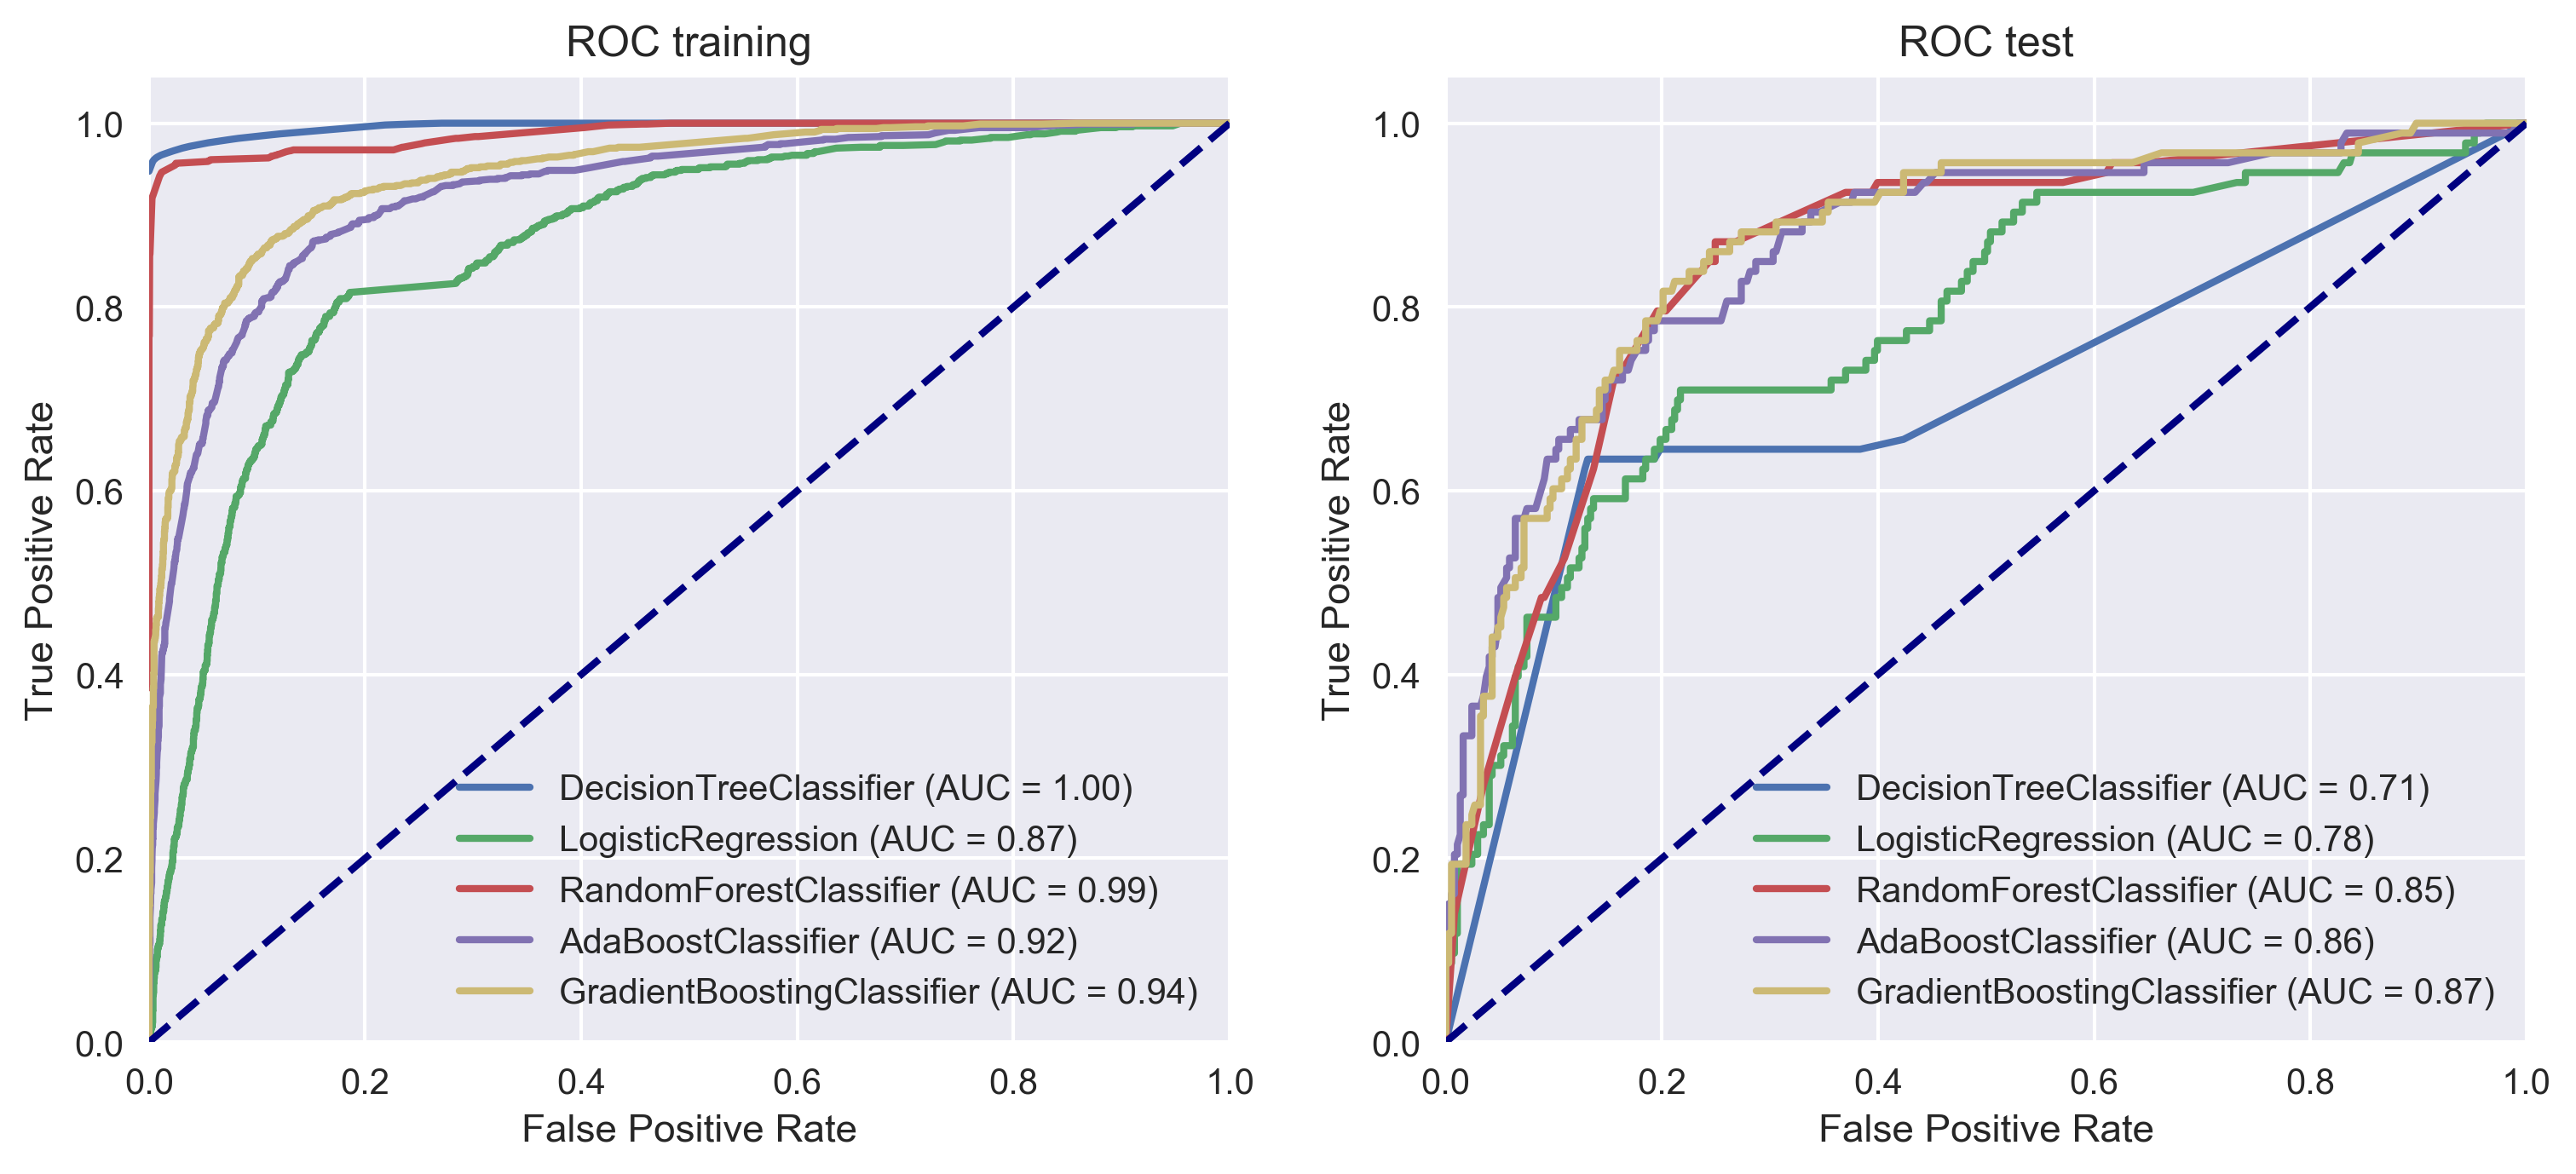 ROC training
1.0
0.8
0.6
0.4
0.2
0.0
True Positive Rate
DecisionTreeClassifier (AUC = 1.00)
LogisticRegression (AUC = 0.87)
RandomForestClassifier (AUC = 0.99)
AdaBoostClassifier (AUC = 0.92)
GradientBoostingClassifier (AUC = 0.94)
0.0 0.2 0.4 0.6 0.8 1.0
False Positive Rate
ROC test
1.0
0.8
0.6
0.4
0.2
0.0
True Positive Rate
DecisionTreeClassifier (AUC = 0.71)
LogisticRegression (AUC = 0.78)
RandomForestClassifier (AUC = 0.85)
AdaBoostClassifier (AUC = 0.86)
GradientBoostingClassifier (AUC = 0.87)
0.0 0.2 0.4 0.6 0.8 1.0
False Positive Rate